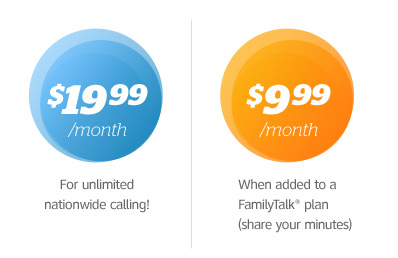 $19.99
/month
For unlimited
nationwide calling!
$9.99
/month
When added to a
FamilyTalk® plan
(share your minutes)